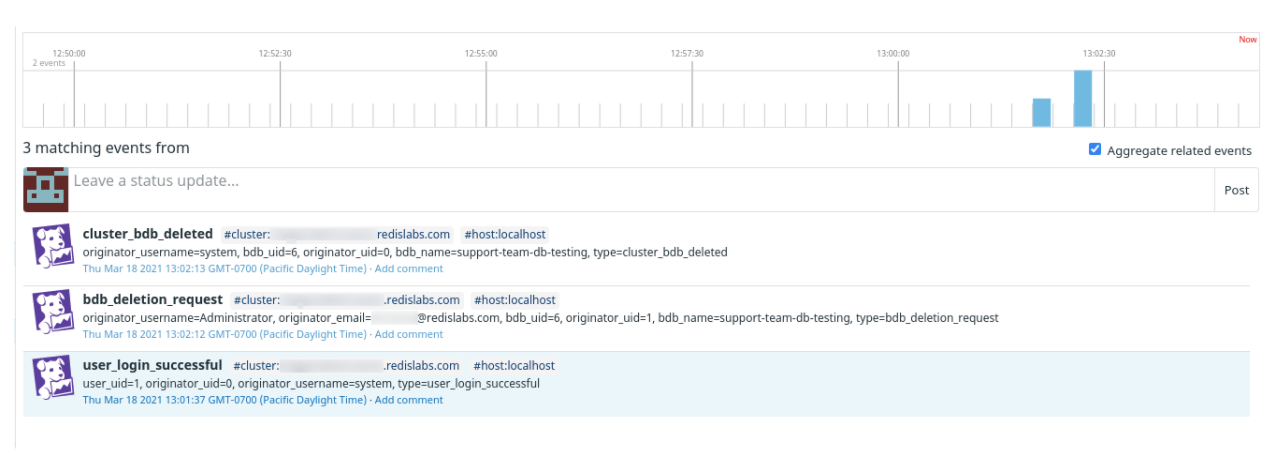 Now
12:50:00 12:52:30 12:55:00 12:57:30 13:00:00 13:02:30
2 events
3 matching events from
Aggregate related events
Leave a status update...
Post
cluster_bdb_deleted #cluster: redislabs.com #host:localhost
originator_username=system, bdb_uid=6, originator_uid=0, bdb_name=support-team-db-testing, type=cluster_bdb_deleted
Thu Mar 18 2021 13:02:13 GMT-0700 (Pacific Daylight Time) · Add comment
bdb_deletion_request #cluster: .redislabs.com #host:localhost
originator_username=Administrator, originator_email= @redislabs.com, bdb_uid=6, originator_uid=1, bdb_name=support-team-db-testing, type=bdb_deletion_request
Thu Mar 18 2021 13:02:12 GMT-0700 (Pacific Daylight Time) · Add comment
user_login_successful #cluster: .redislabs.com #host:localhost
user_uid=1, originator_uid=0, originator_username=system, type=user_login_successful
Thu Mar 18 2021 13:01:37 GMT-0700 (Pacific Daylight Time) · Add comment